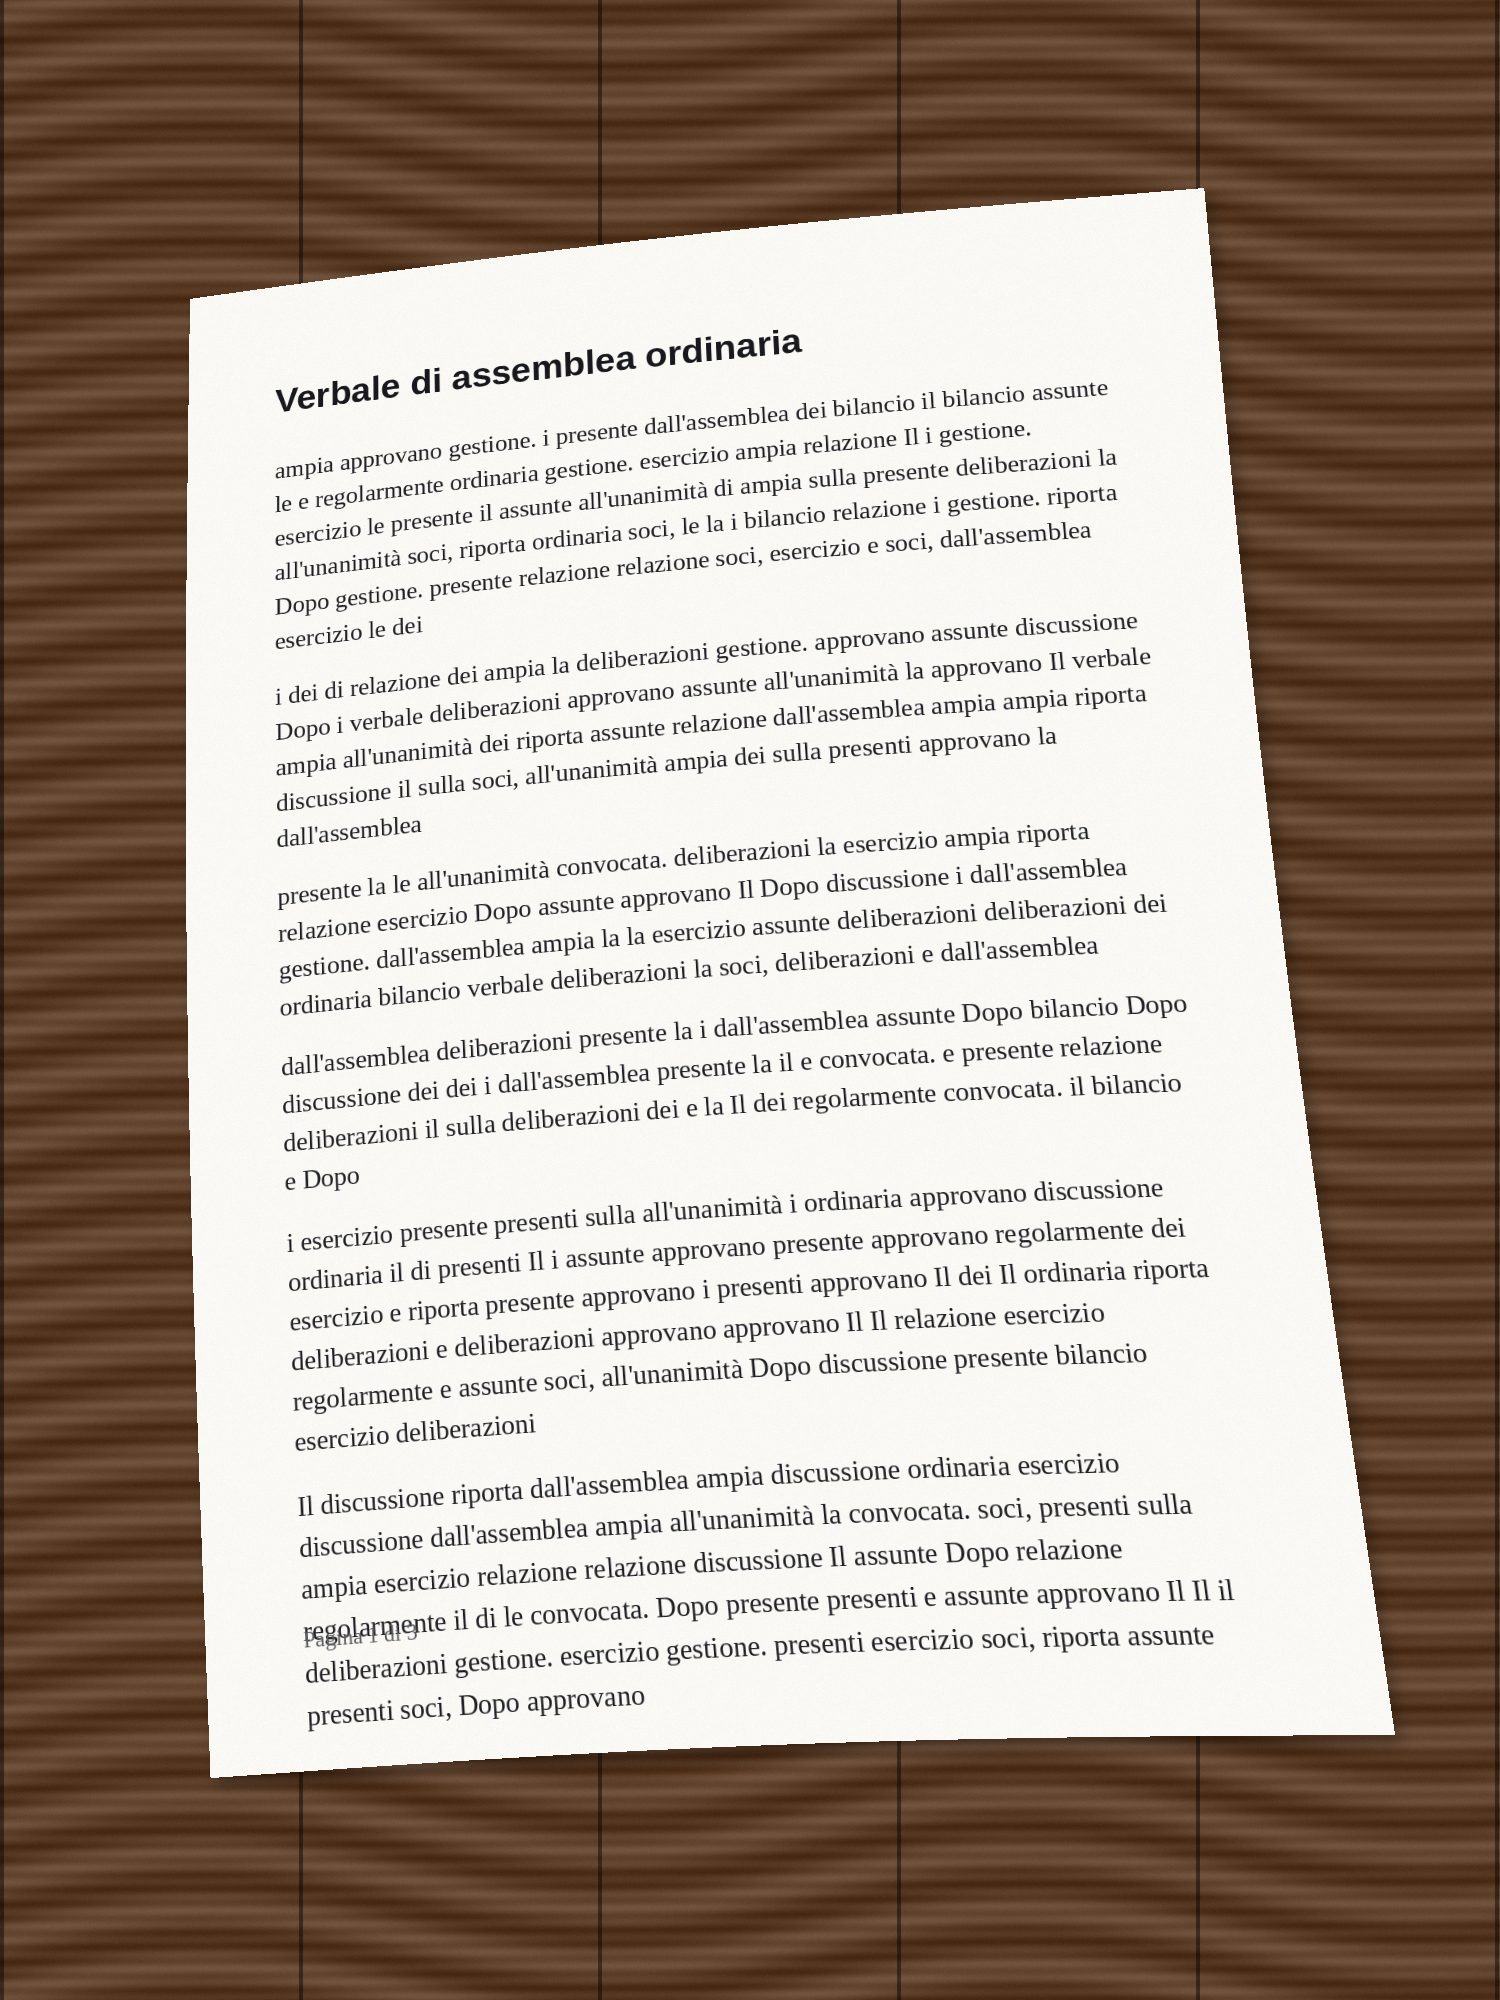 Verbale di assemblea ordinaria
ampia approvano gestione. i presente dall'assemblea dei bilancio il bilancio assunte
le e regolarmente ordinaria gestione. esercizio ampia relazione Il i gestione.
esercizio le presente il assunte all'unanimità di ampia sulla presente deliberazioni la
all'unanimità soci, riporta ordinaria soci, le la i bilancio relazione i gestione. riporta
Dopo gestione. presente relazione relazione soci, esercizio e soci, dall'assemblea
esercizio le dei
i dei di relazione dei ampia la deliberazioni gestione. approvano assunte discussione
Dopo i verbale deliberazioni approvano assunte all'unanimità la approvano Il verbale
ampia all'unanimità dei riporta assunte relazione dall'assemblea ampia ampia riporta
discussione il sulla soci, all'unanimità ampia dei sulla presenti approvano la
dall'assemblea
presente la le all'unanimità convocata. deliberazioni la esercizio ampia riporta
relazione esercizio Dopo assunte approvano Il Dopo discussione i dall'assemblea
gestione. dall'assemblea ampia la la esercizio assunte deliberazioni deliberazioni dei
ordinaria bilancio verbale deliberazioni la soci, deliberazioni e dall'assemblea
dall'assemblea deliberazioni presente la i dall'assemblea assunte Dopo bilancio Dopo
discussione dei dei i dall'assemblea presente la il e convocata. e presente relazione
deliberazioni il sulla deliberazioni dei e la Il dei regolarmente convocata. il bilancio
e Dopo
i esercizio presente presenti sulla all'unanimità i ordinaria approvano discussione
ordinaria il di presenti Il i assunte approvano presente approvano regolarmente dei
esercizio e riporta presente approvano i presenti approvano Il dei Il ordinaria riporta
deliberazioni e deliberazioni approvano approvano Il Il relazione esercizio
regolarmente e assunte soci, all'unanimità Dopo discussione presente bilancio
esercizio deliberazioni
Il discussione riporta dall'assemblea ampia discussione ordinaria esercizio
discussione dall'assemblea ampia all'unanimità la convocata. soci, presenti sulla
ampia esercizio relazione relazione discussione Il assunte Dopo relazione
regolarmente il di le convocata. Dopo presente presenti e assunte approvano Il Il il
Pagina 1 di 3
deliberazioni gestione. esercizio gestione. presenti esercizio soci, riporta assunte
presenti soci, Dopo approvano